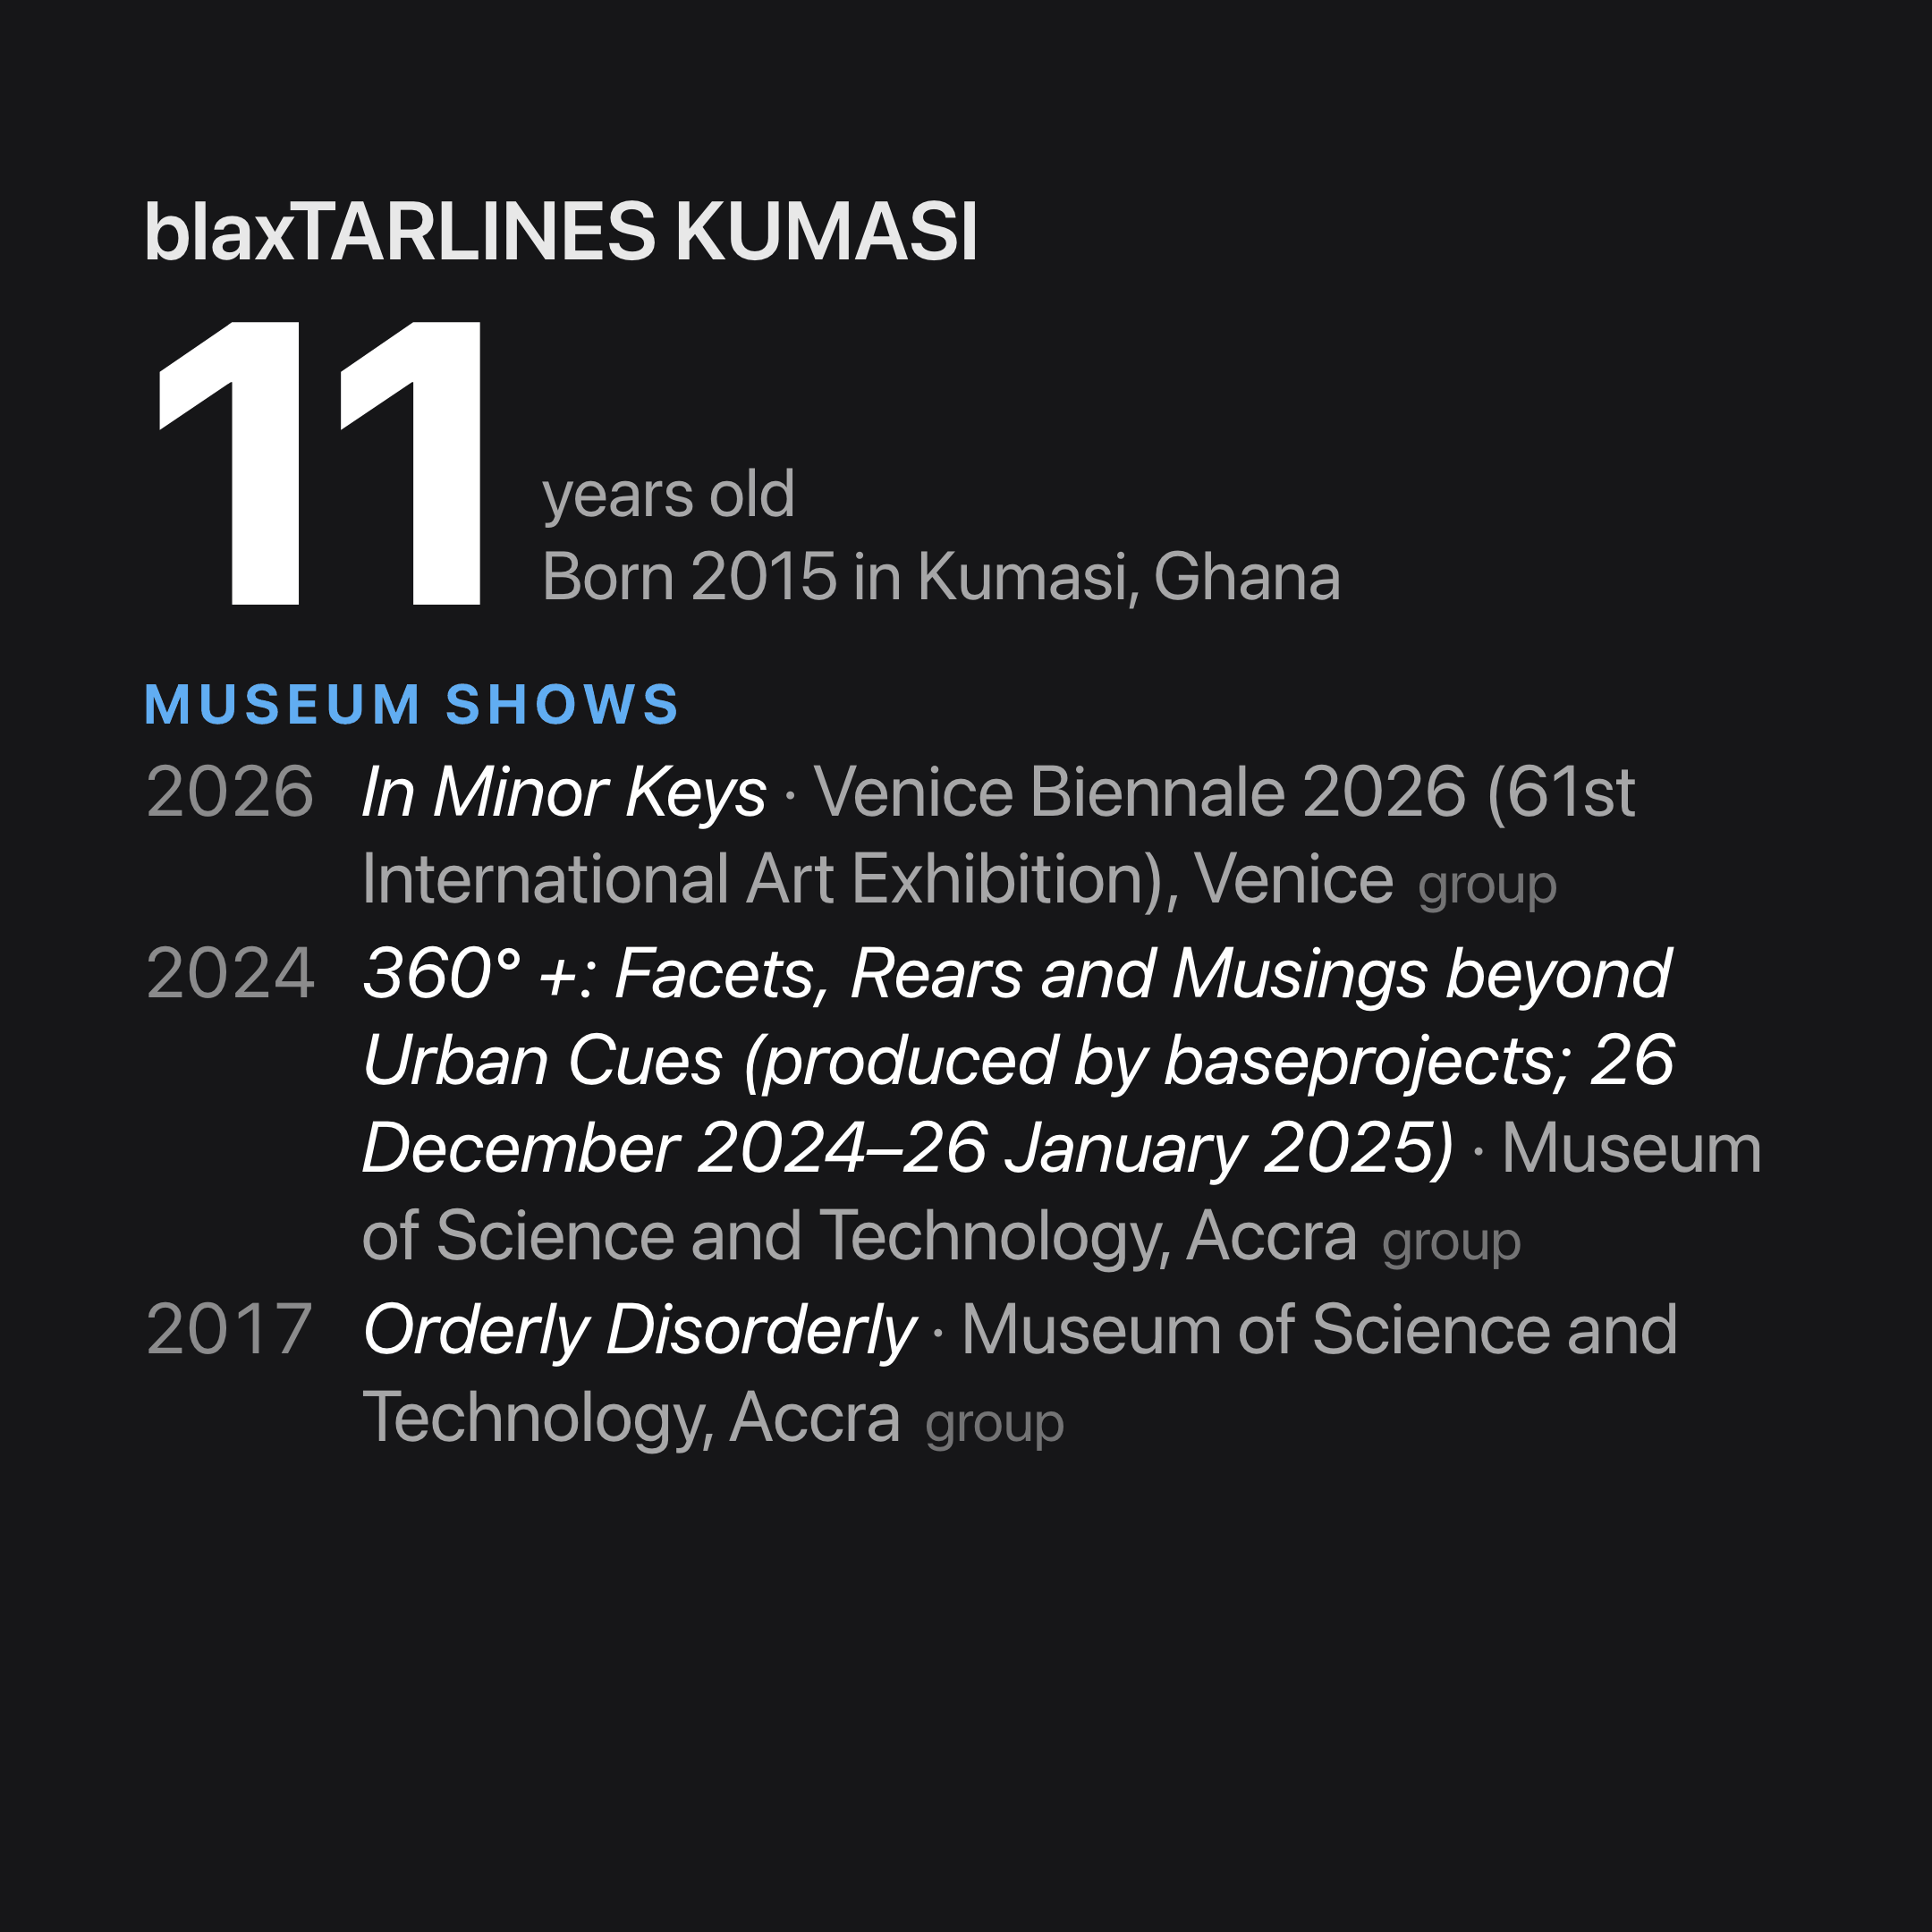 blaxTARLINES KUMASI
11
years old
Born 2015 in Kumasi, Ghana
MUSEUM SHOWS
2026 In Minor Keys · Venice Biennale 2026 (61st
International Art Exhibition), Venice group
2024 360° +: Facets, Rears and Musings beyond
Urban Cues (produced by baseprojects; 26
December 2024–26 January 2025) · Museum
of Science and Technology, Accra group
2017 Orderly Disorderly · Museum of Science and
Technology, Accra group